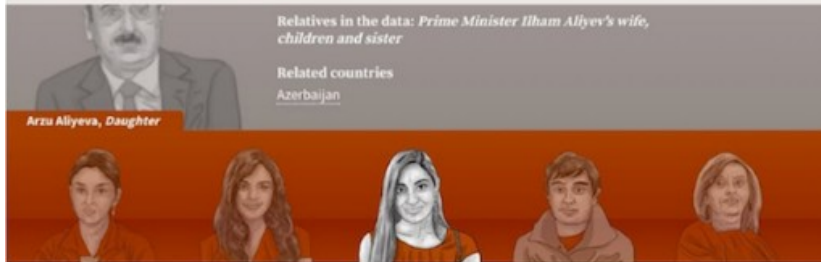 Relatives in the data: Prime Minister Ilham Aliyev's wife,
children and sister
Related countries
Azerbaijan
Arzu Aliyeva, Daughter